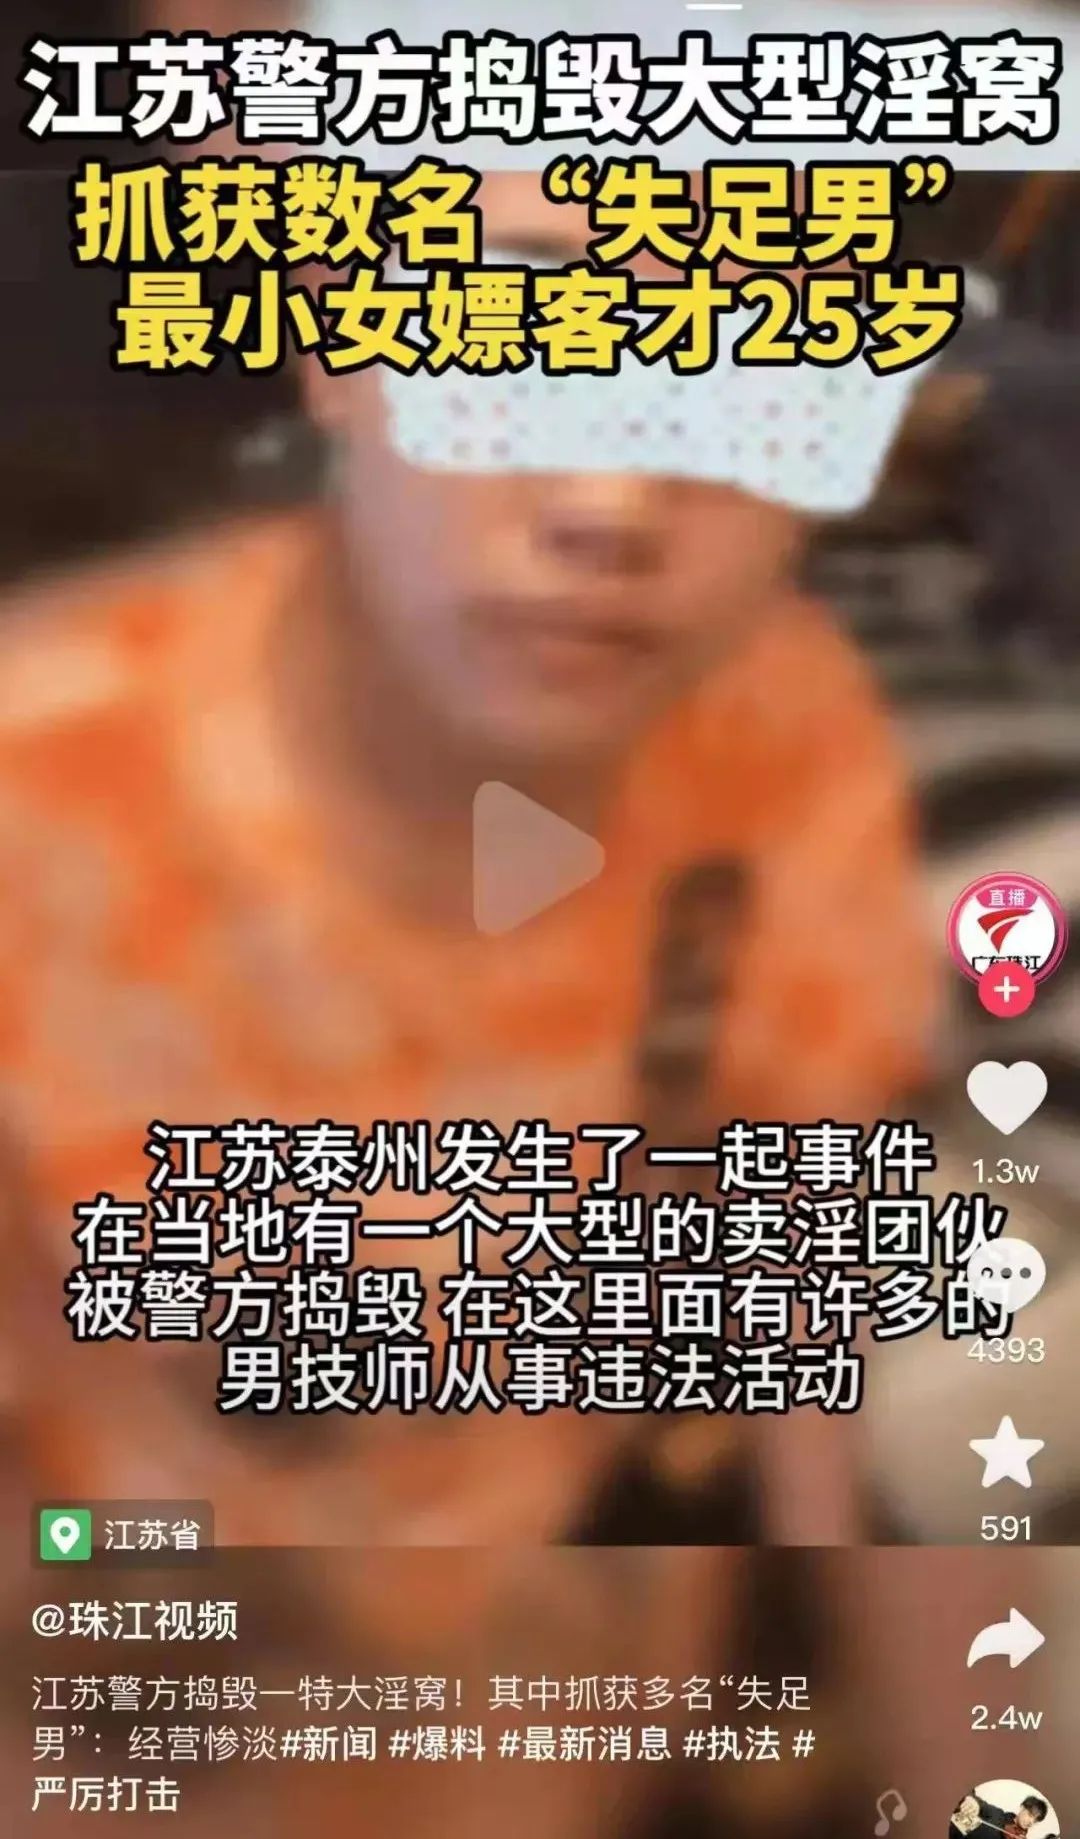 江苏警方捣毁大型淫窝
抓获数名“失足男”
最小女嫖客才25岁
直播
广东珠江
1.3w
江苏泰州发生了一起事件
在当地有一个大型的卖淫团伙
被警方捣毁 在这里面有许多的
男技师从事违法活动
4393
591
江苏省
@珠江视频
江苏警方捣毁一特大淫窝！其中抓获多名“失足
男”：经营惨淡#新闻 #爆料 #最新消息 #执法 #
严厉打击
2.4w